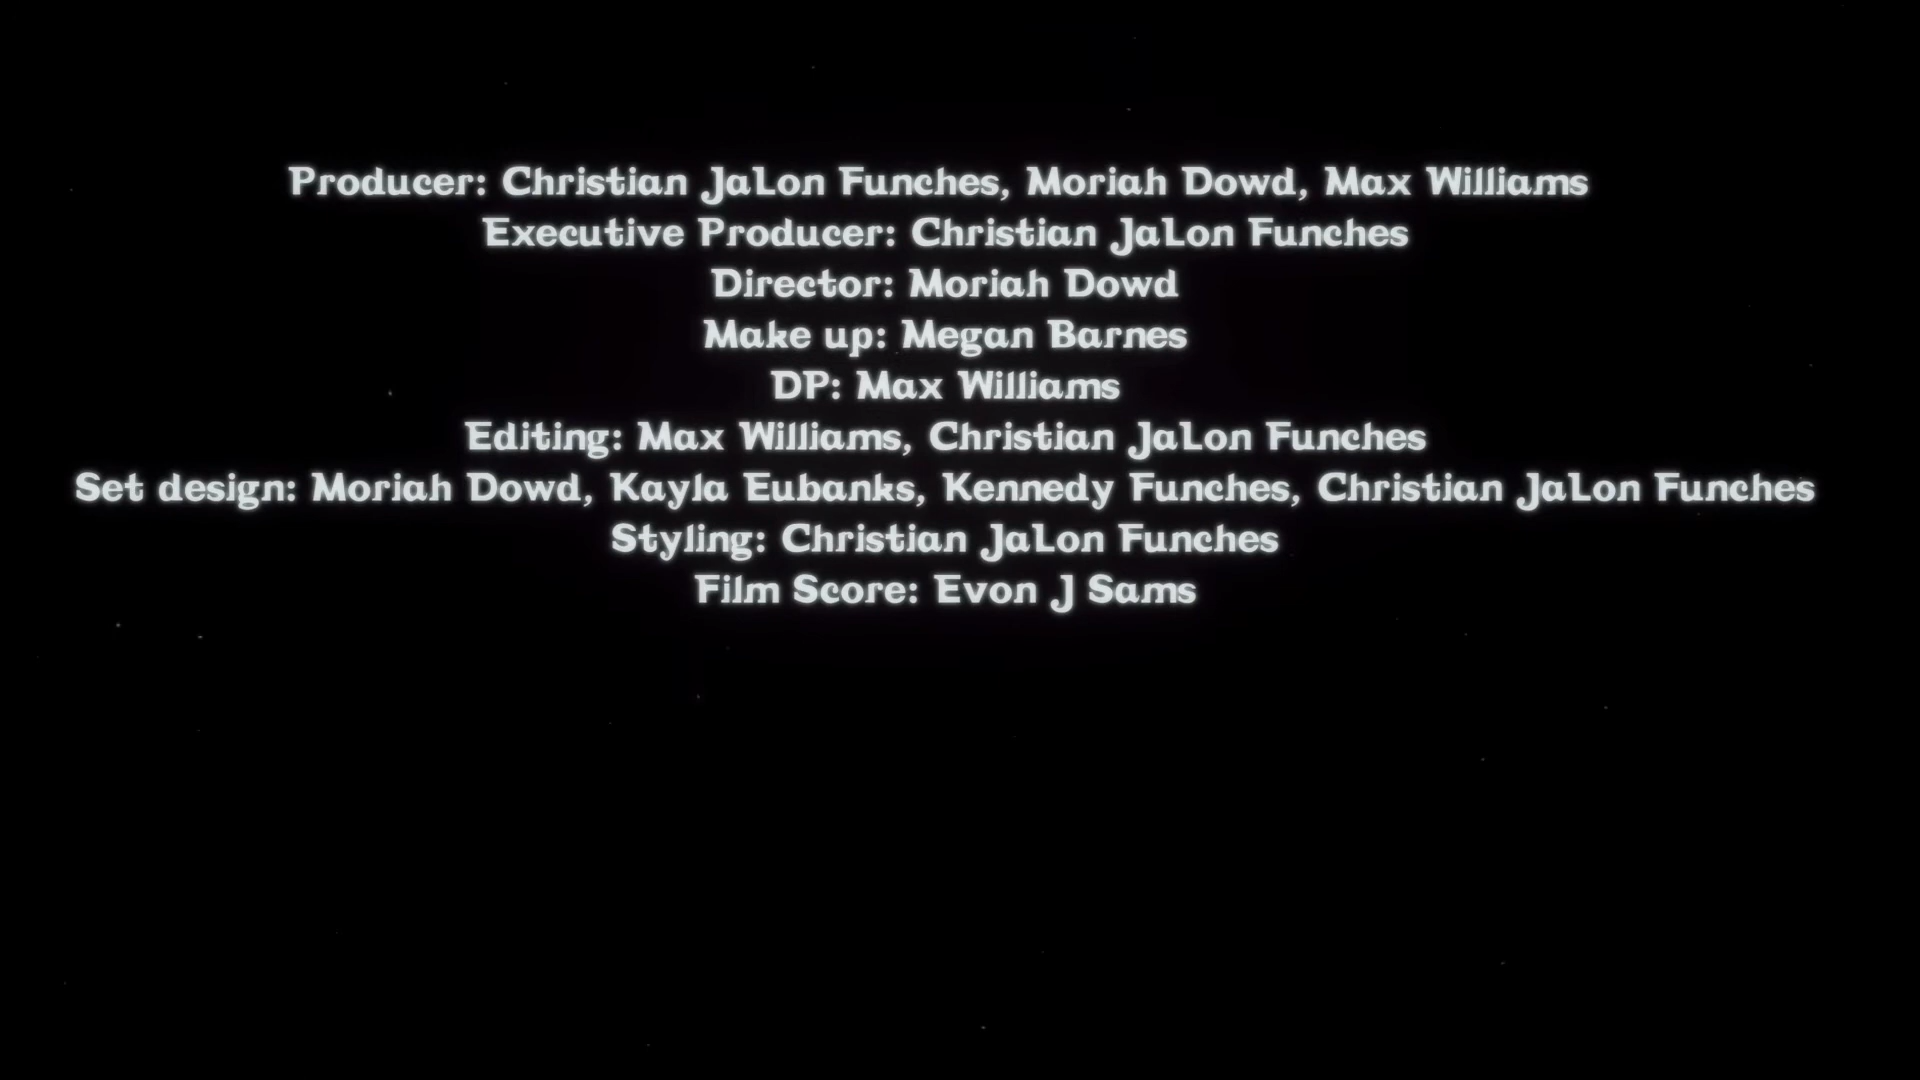 Producer: Christian JaLon Funches, Moriah Dowd, Max Williams
Executive Producer: Christian JaLon Funches
Director: Moriah Dowd
Make up: Megan Barnes
DP: Max Williams
Editing: Max Williams, Christian JaLon Funches
Set design: Moriah Dowd, Kayla Eubanks, Kennedy Funches, Christian JaLon Funches
Styling: Christian JaLon Funches
Film Score: Evon J Sams